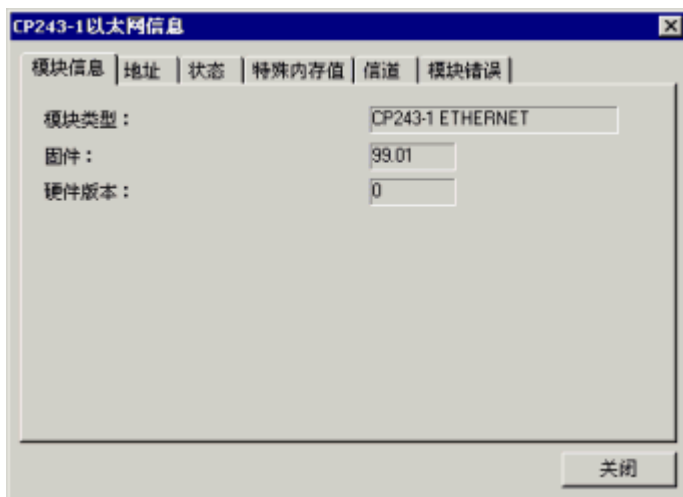 CP243-1以太网信息
模块信息 地址 状态 特殊内存值 信道 模块错误
模块类型： CP243-1 ETHERNET
固件： 99.01
硬件版本： 0
关闭